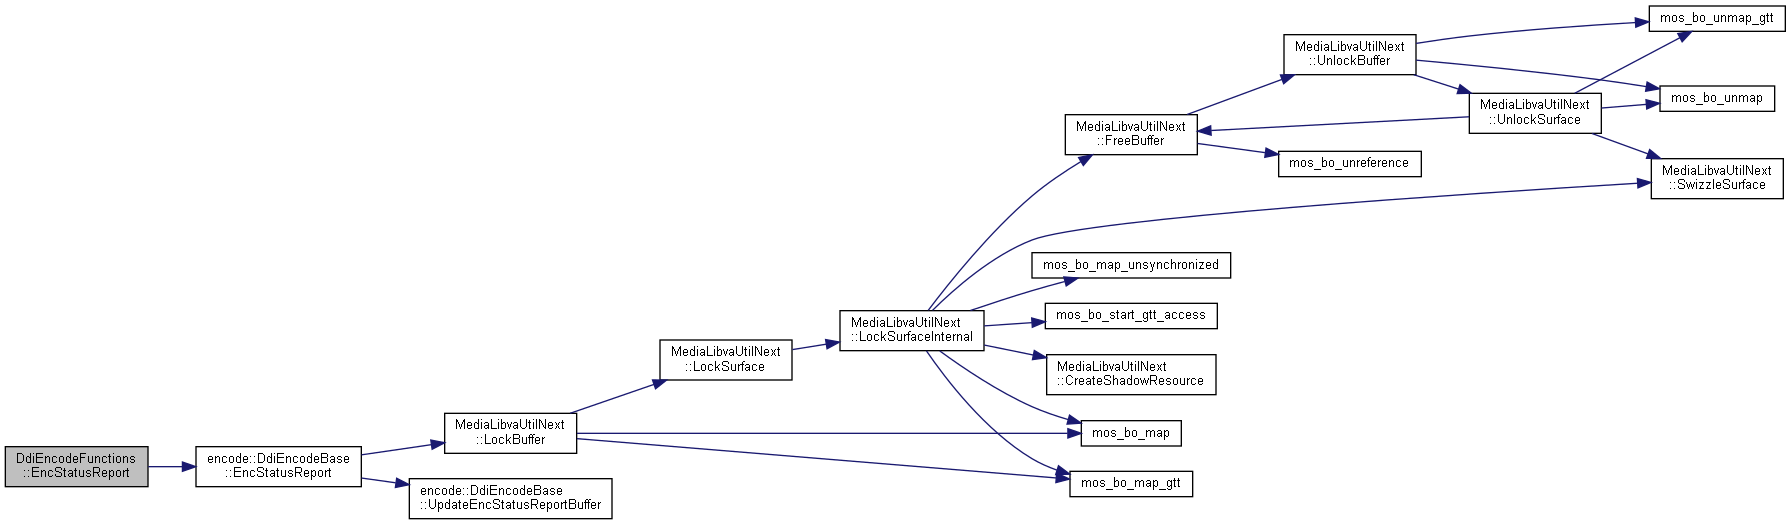 DdiEncodeFunctions
::EncStatusReport
encode::DdiEncodeBase
::EncStatusReport
MediaLibvaUtilNext
::LockBuffer
encode::DdiEncodeBase
::UpdateEncStatusReportBuffer
MediaLibvaUtilNext
::LockSurface
MediaLibvaUtilNext
::LockSurfaceInternal
MediaLibvaUtilNext
::FreeBuffer
mos_bo_map_unsynchronized
mos_bo_start_gtt_access
MediaLibvaUtilNext
::CreateShadowResource
mos_bo_map
mos_bo_map_gtt
MediaLibvaUtilNext
::UnlockBuffer
mos_bo_unreference
MediaLibvaUtilNext
::UnlockSurface
mos_bo_unmap_gtt
mos_bo_unmap
MediaLibvaUtilNext
::SwizzleSurface